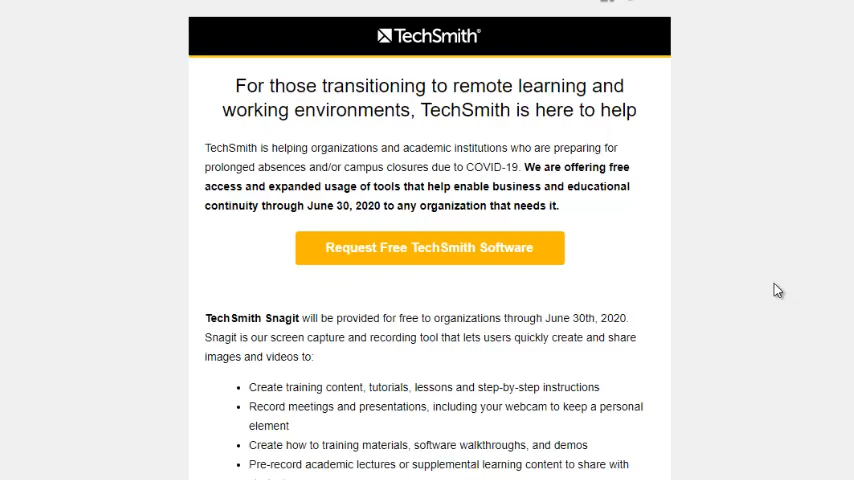 TechSmith®
For those transitioning to remote learning and
working environments, TechSmith is here to help
TechSmith is helping organizations and academic institutions who are preparing for
prolonged absences and/or campus closures due to COVID-19. We are offering free
access and expanded usage of tools that help enable business and educational
continuity through June 30, 2020 to any organization that needs it.
Request Free TechSmith Software
TechSmith Snagit will be provided for free to organizations through June 30th, 2020.
Snagit is our screen capture and recording tool that lets users quickly create and share
images and videos to:
• Create training content, tutorials, lessons and step-by-step instructions
• Record meetings and presentations, including your webcam to keep a personal
element
• Create how to training materials, software walkthroughs, and demos
• Pre-record academic lectures or supplemental learning content to share with